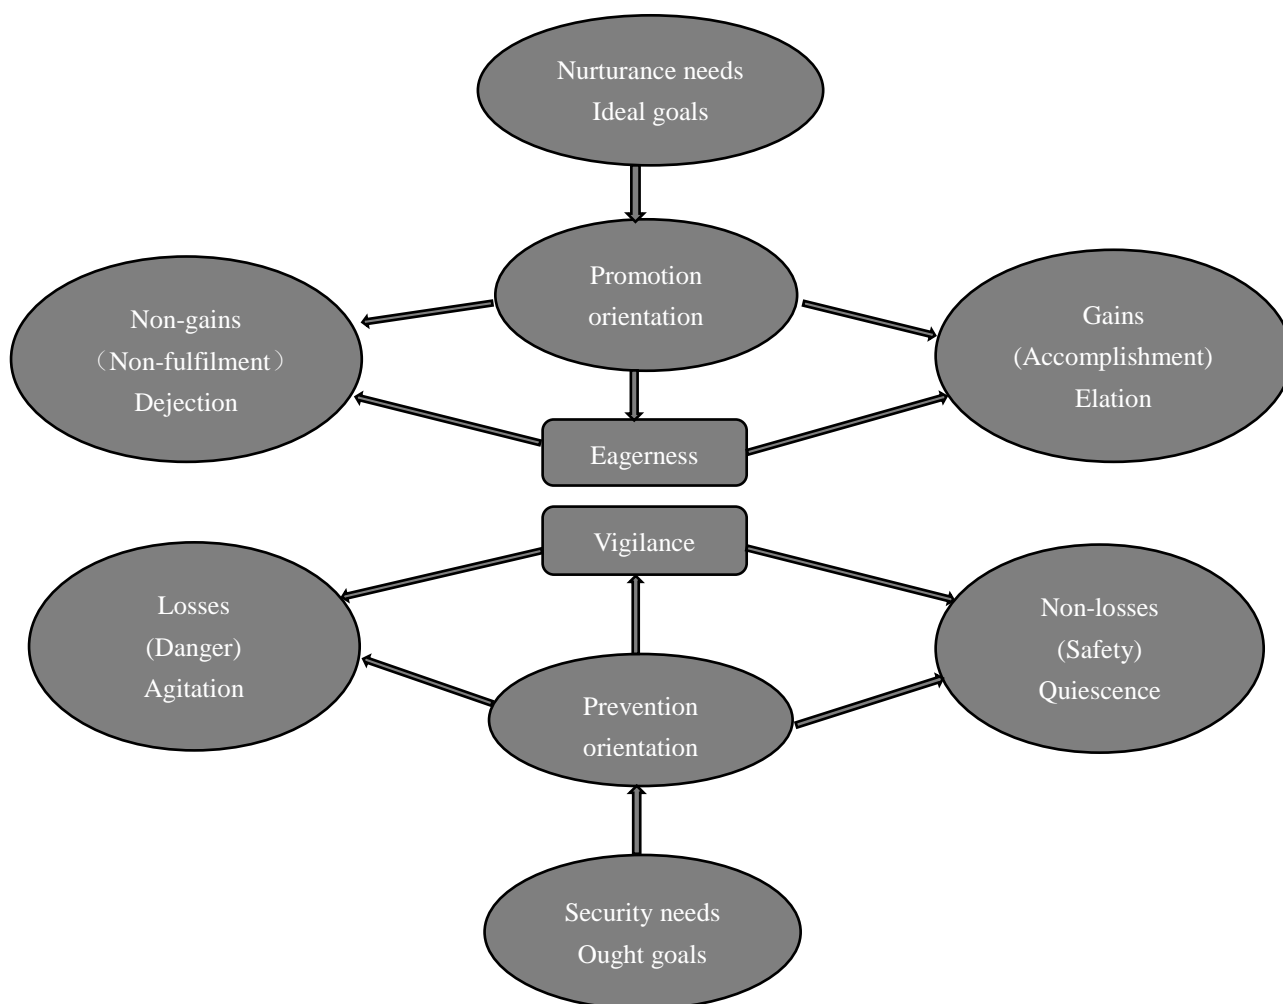 Nurturance needs
Ideal goals
Promotion
orientation
Non-gains
（Non-fulfilment）
Dejection
Gains
(Accomplishment)
Elation
Eagerness
Vigilance
Losses
(Danger)
Agitation
Non-losses
(Safety)
Quiescence
Prevention
orientation
Security needs
Ought goals